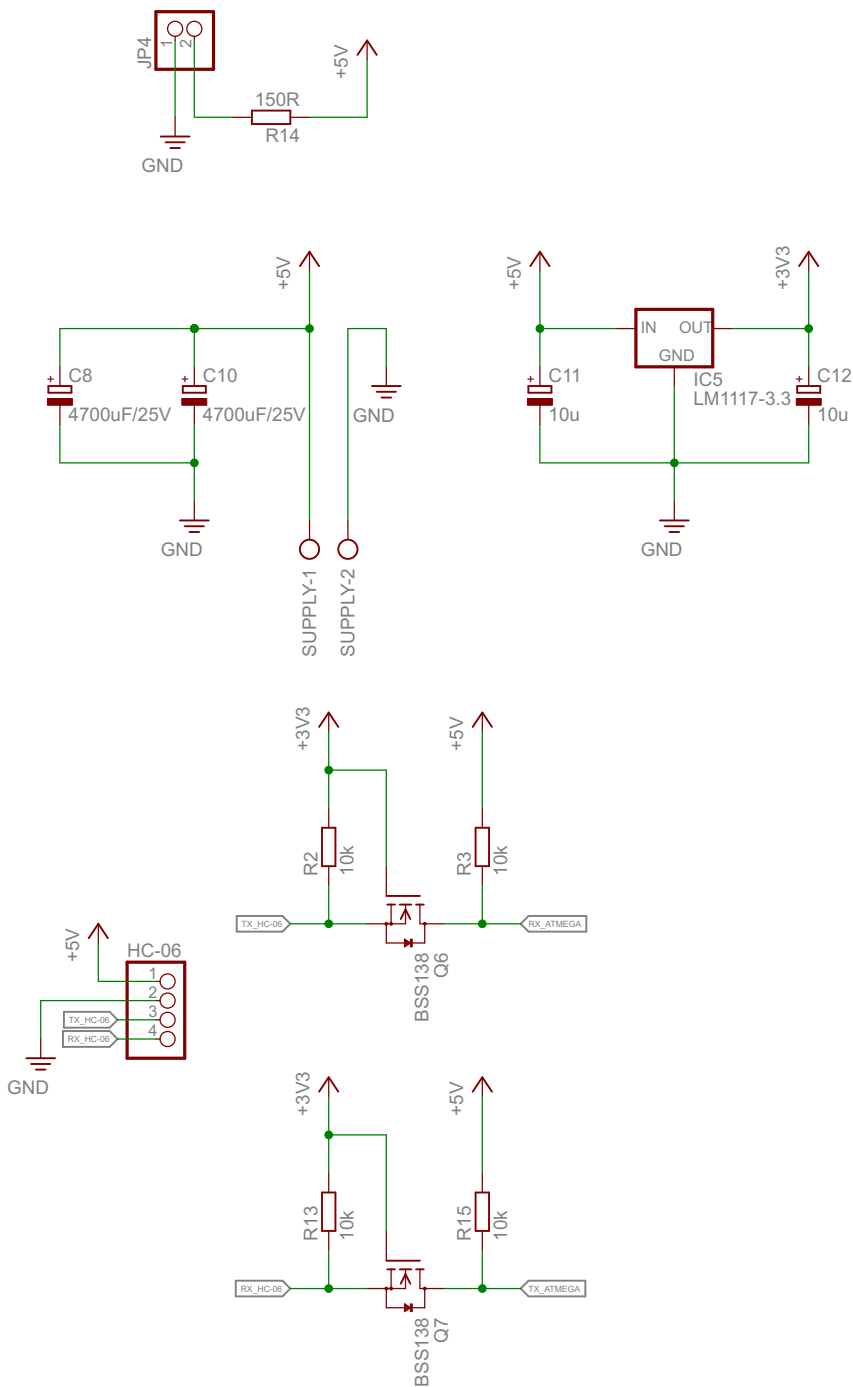 JP4
1
2
+5V
150R
R14
GND
+5V
C8
4700uF/25V
C10
4700uF/25V
GND
GND
SUPPLY-1
SUPPLY-2
+5V
+3V3
IN OUT
GND
C11
10u
IC5
LM1117-3.3
C12
10u
GND
+3V3
+5V
R2
10k
R3
10k
TX_HC-06
RX_ATMEGA
BSS138
Q6
+5V
HC-06
1
2
3
4
TX_HC-06
RX_HC-06
GND
+3V3
+5V
R13
10k
R15
10k
RX_HC-06
TX_ATMEGA
BSS138
Q7